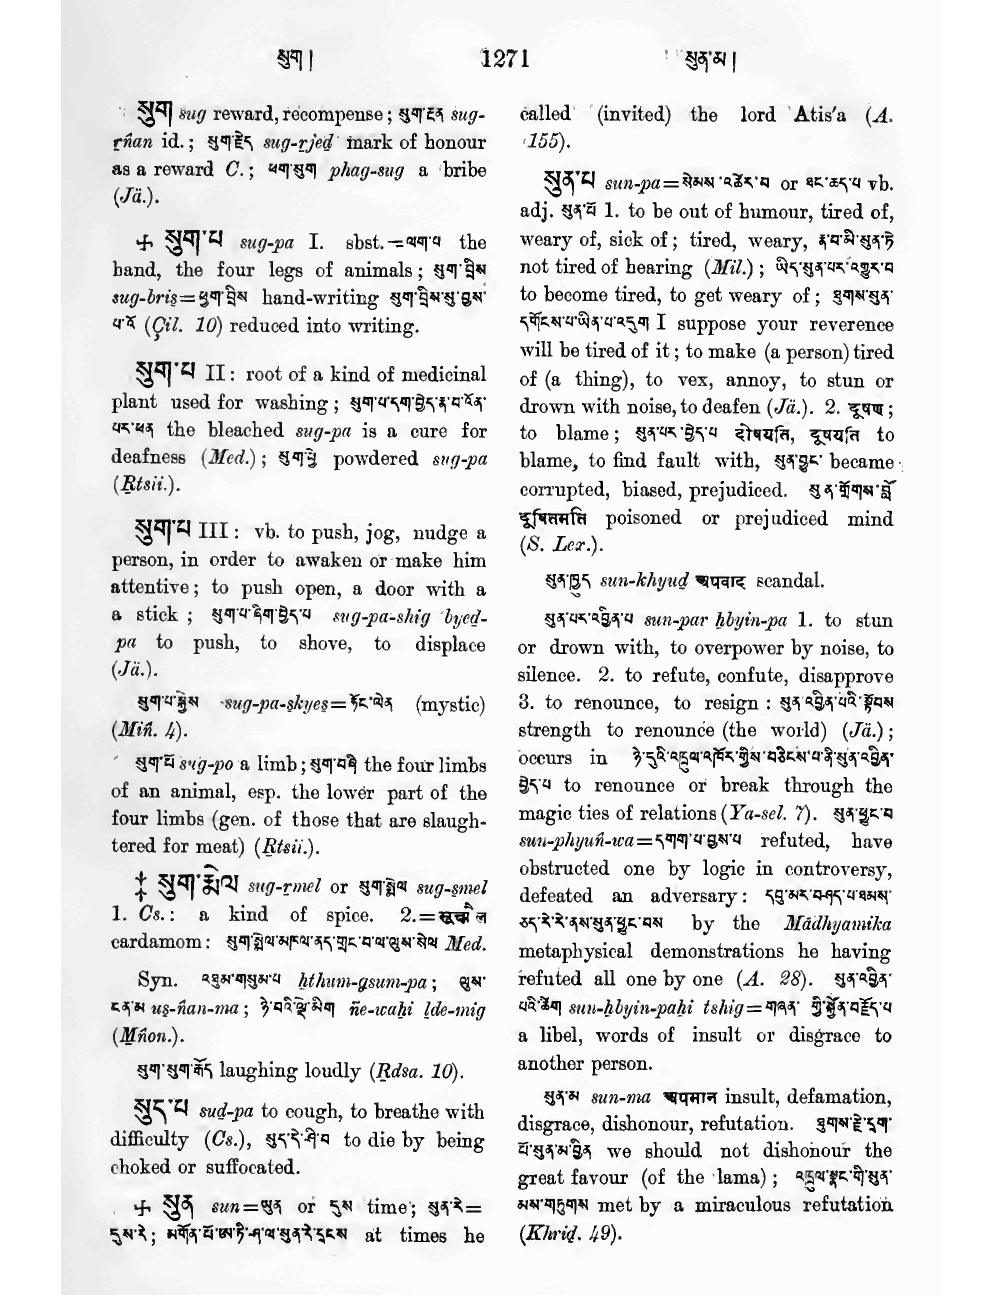 སུག།
1271
སུན་མ།
སུག sug reward, recompense; སུག་རྔན sug-
rñan id.; སུག་རྗེད sug-rjed mark of honour
as a reward C.; ཕག་སུག phag-sug a bribe
(Jä.).
༓ སུག་པ sug-pa I. sbst.=ལག་པ the
hand, the four legs of animals; སུག་བྲིས
sug-bris=ཕྱག་བྲིས hand-writing སུག་བྲིས་སུ་བྱས་
པ་རོ (Çil. 10) reduced into writing.
སུག་པ II: root of a kind of medicinal
plant used for washing; སུག་པ་དག་བྱེད་རྣ་བ་འོན་
པར་ཕན the bleached sug-pa is a cure for
deafness (Med.); སུག་ཕྱེ powdered sug-pa
(Rtsii.).
སུག་པ III: vb. to push, jog, nudge a
person, in order to awaken or make him
attentive; to push open, a door with a
a stick; སུག་པ་ཤིག་བྱེད་པ sug-pa-shig byed-
pa to push, to shove, to displace
(Jä.).
སུག་པ་སྐྱེས sug-pa-skyes=ཧོང་ལེན (mystic)
(Miñ. 4).
སུག་པོ sug-po a limb; སུག་བཞི the four limbs
of an animal, esp. the lower part of the
four limbs (gen. of those that are slaugh-
tered for meat) (Rtsii.).
‡ སུག་རྨེལ sug-rmel or སུག་སྨེལ sug-smel
1. Cs.: a kind of spice. 2.=
cardamom: སུག་སྨེལ་མཁལ་ནད་གྲང་བ་ལ་ལུས་སེལ Med.
Syn. འཐུམ་གསུམ་པ hthum-gsum-pa; ལུས་
ངན་མ us-ñan-ma; ཉེ་བའི་ལྡེ་མིག ñe-wahi lde-mig
(Mñon.).
སུག་སུག་རྒོད laughing loudly (Rdsa. 10).
སུད་པ sud-pa to cough, to breathe with
difficulty (Cs.), སུད་དེ་ཤི་བ to die by being
choked or suffocated.
༓ སུན sun=ཡུན or དུས time; སུན་རེ=
དུས་རེ; མགོན་པོ་ཨ་ཏི་ཤ་ལ་སུན་རེ་དྲངས at times he
called (invited) the lord Atis'a (A.
155).
སུན་པ sun-pa=སེམས་འཚེར་བ or ཐང་ཆད་པ vb.
adj. སུན་པོ 1. to be out of humour, tired of,
weary of, sick of; tired, weary, ན་བ་མི་སུན་ཏེ
not tired of hearing (Mil.); ཡིད་སུན་པར་འགྱུར་བ
to become tired, to get weary of; ཐུགས་སུན་
དགོངས་པ་ཡིན་པ་འདུག I suppose your reverence
will be tired of it; to make (a person) tired
of (a thing), to vex, annoy, to stun or
drown with noise, to deafen (Jä.). 2. दूषण;
to blame; སུན་པར་བྱེད་པ दोषयति, दूषयति to
blame, to find fault with, སུན་བྱུང་ became
corrupted, biased, prejudiced. སུན་གྲོགས་བློ
दूषितमति poisoned or prejudiced mind
(S. Lex.).
སུན་ཁྱུད sun-khyud अपवाद scandal.
སུན་པར་འབྱིན་པ sun-par hbyin-pa 1. to stun
or drown with, to overpower by noise, to
silence. 2. to refute, confute, disapprove
3. to renounce, to resign: སུན་འབྱིན་པའི་སྟོབས
strength to renounce (the world) (Jä.);
occurs in ཉེ་དུའི་འདྲུལ་འཁོར་གྱིས་བཅིངས་པ་ནི་སུན་འབྱིན་
བྱེད་པ to renounce or break through the
magic ties of relations (Ya-sel. 7). སུན་ཕྱུང་བ
sun-phyuñ-wa=དགག་པ་བྱས་པ refuted, have
obstructed one by logic in controversy,
defeated an adversary: དབུ་མར་བཤད་པ་ཐམས་
ཅད་རེ་རེ་ནས་སུན་ཕྱུང་བས by the Mādhyamika
metaphysical demonstrations he having
refuted all one by one (A. 28). སུན་འབྱིན་
པའི་ཚིག sun-hbyin-pahi tshig=གཞན་གྱི་སྐྱོན་བརྗོད་པ
a libel, words of insult or disgrace to
another person.
སུན་མ sun-ma अपमान insult, defamation,
disgrace, dishonour, refutation. ཐུགས་རྗེ་དྲག་
པོ་སུན་མ་བྱིན we should not dishonour the
great favour (of the lama); འཕྲུལ་སྣང་གི་སུན་
མས་གཏུགས met by a miraculous refutation
(Khrid. 49).